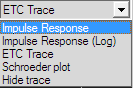 ETC Trace
Impulse Response
Impulse Response (Log)
ETC Trace
Schroeder plot
Hide trace